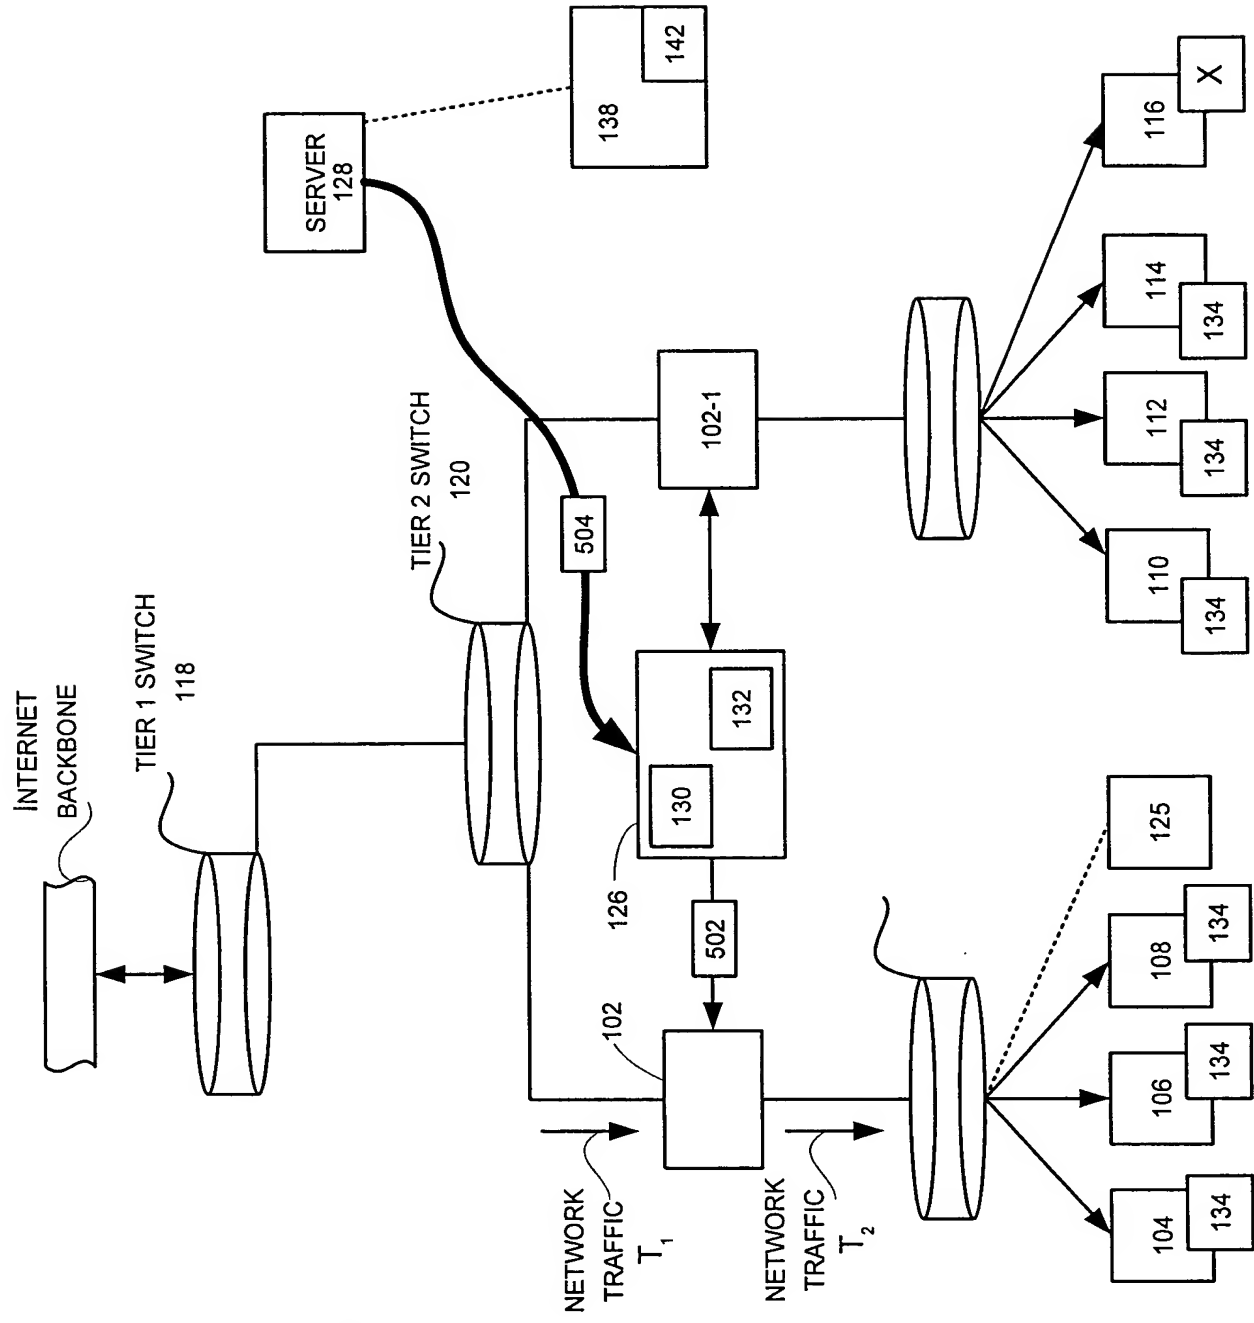 INTERNET
BACKBONE
TIER 1 SWITCH
118
TIER 2 SWITCH
120
SERVER
128
138
142
504
102-1
126
130
132
502
102
NETWORK
TRAFFIC
T1
NETWORK
TRAFFIC
T2
104
134
106
134
108
134
125
110
134
112
134
114
134
116
X